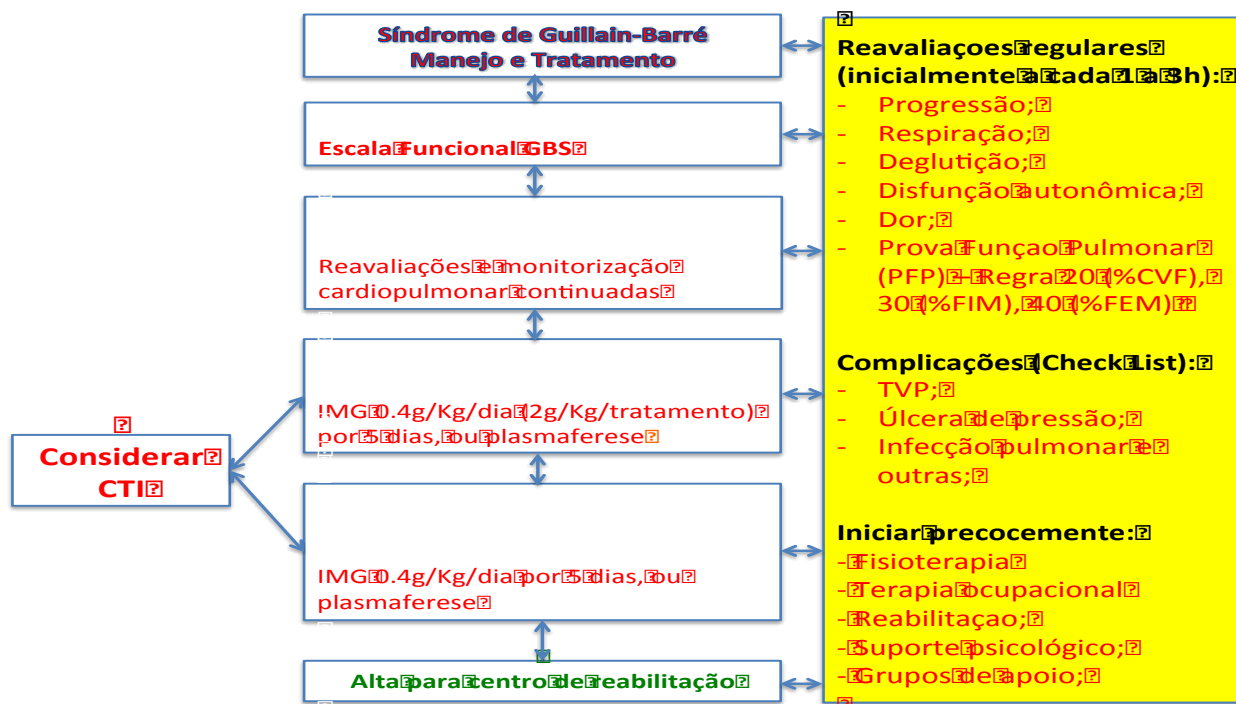 Síndrome de Guillain-Barré
Manejo e Tratamento
Escala Funcional GBS
Reavaliações e monitorização
cardiopulmonar continuadas
IMG 0.4g/Kg/dia (2g/Kg/tratamento)
por 5 dias, ou plasmaferese
Considerar
CTI
IMG 0.4g/Kg/dia por 5 dias, ou
plasmaferese
Alta para centro de reabilitação
Reavaliaçoes regulares
(inicialmente a cada 1 a 3h):
- Progressão;
- Respiração;
- Deglutição;
- Disfunção autonômica;
- Dor;
- Prova Funçao Pulmonar
(PFP) – Regra 20 (%CVF),
30 (%FIM), 40 (%FEM)
Complicações (Check List):
- TVP;
- Úlcera de pressão;
- Infecção pulmonar e
outras;
Iniciar precocemente:
- Fisioterapia
- Terapia ocupacional
- Reabilitaçao;
- Suporte psicológico;
- Grupos de apoio;